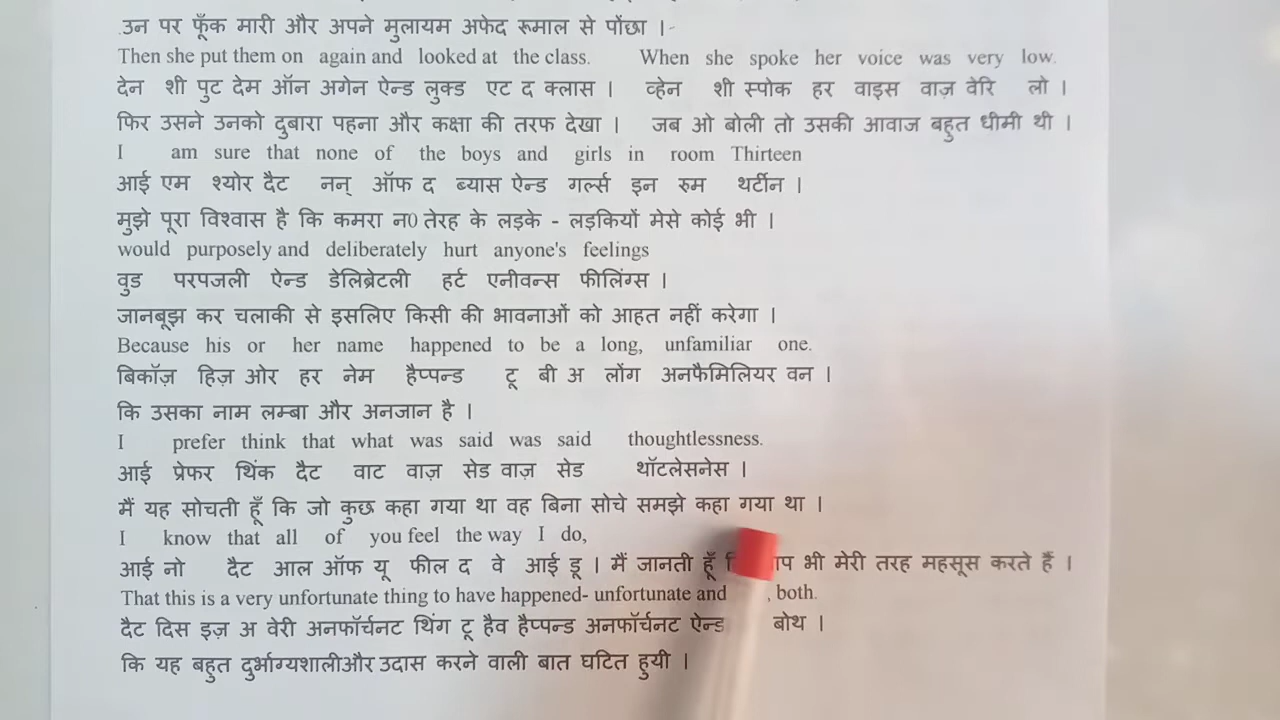 उन पर फूँक मारी और अपने मुलायम अफेद रूमाल से पोंछा ।
Then she put them on again and looked at the class. When she spoke her voice was very low.
देन शी पुट देम ऑन अगेन ऐन्ड लुक्ड एट द क्लास । व्हेन शी स्पोक हर वाइस वाज़ वेरि लो ।
फिर उसने उनको दुबारा पहना और कक्षा की तरफ देखा । जब ओ बोली तो उसकी आवाज बहुत धीमी थी ।
I am sure that none of the boys and girls in room Thirteen
आई एम श्योर दैट नन् ऑफ द ब्यास ऐन्ड गर्ल्स इन रुम थर्टीन ।
मुझे पूरा विश्वास है कि कमरा न0 तेरह के लड़के - लड़कियों मेसे कोई भी ।
would purposely and deliberately hurt anyone's feelings
वुड परपजली ऐन्ड डेलिब्रेटली हर्ट एनीवन्स फीलिंग्स ।
जानबूझ कर चलाकी से इसलिए किसी की भावनाओं को आहत नहीं करेगा ।
Because his or her name happened to be a long, unfamiliar one.
बिकॉज़ हिज़ ओर हर नेम हैप्पन्ड टू बी अ लोंग अनफैमिलियर वन ।
कि उसका नाम लम्बा और अनजान है ।
I prefer think that what was said was said thoughtlessness.
आई प्रेफर थिंक दैट वाट वाज़ सेड वाज़ सेड थॉटलेसनेस ।
मैं यह सोचती हूँ कि जो कुछ कहा गया था वह बिना सोचे समझे कहा गया था ।
I know that all of you feel the way I do,
आई नो दैट आल ऑफ यू फील द वे आई डू । मैं जानती हूँ भी मेरी तरह महसूस करते हैं ।
That this is a very unfortunate thing to have happened- unfortunate and , both.
दैट दिस इज़ अ वेरी अनफॉर्चनट थिंग टू हैव हैप्पन्ड अनफॉर्चनट ऐन्ड बोथ ।
कि यह बहुत दुर्भाग्यशालीऔर उदास करने वाली बात घटित हुयी ।